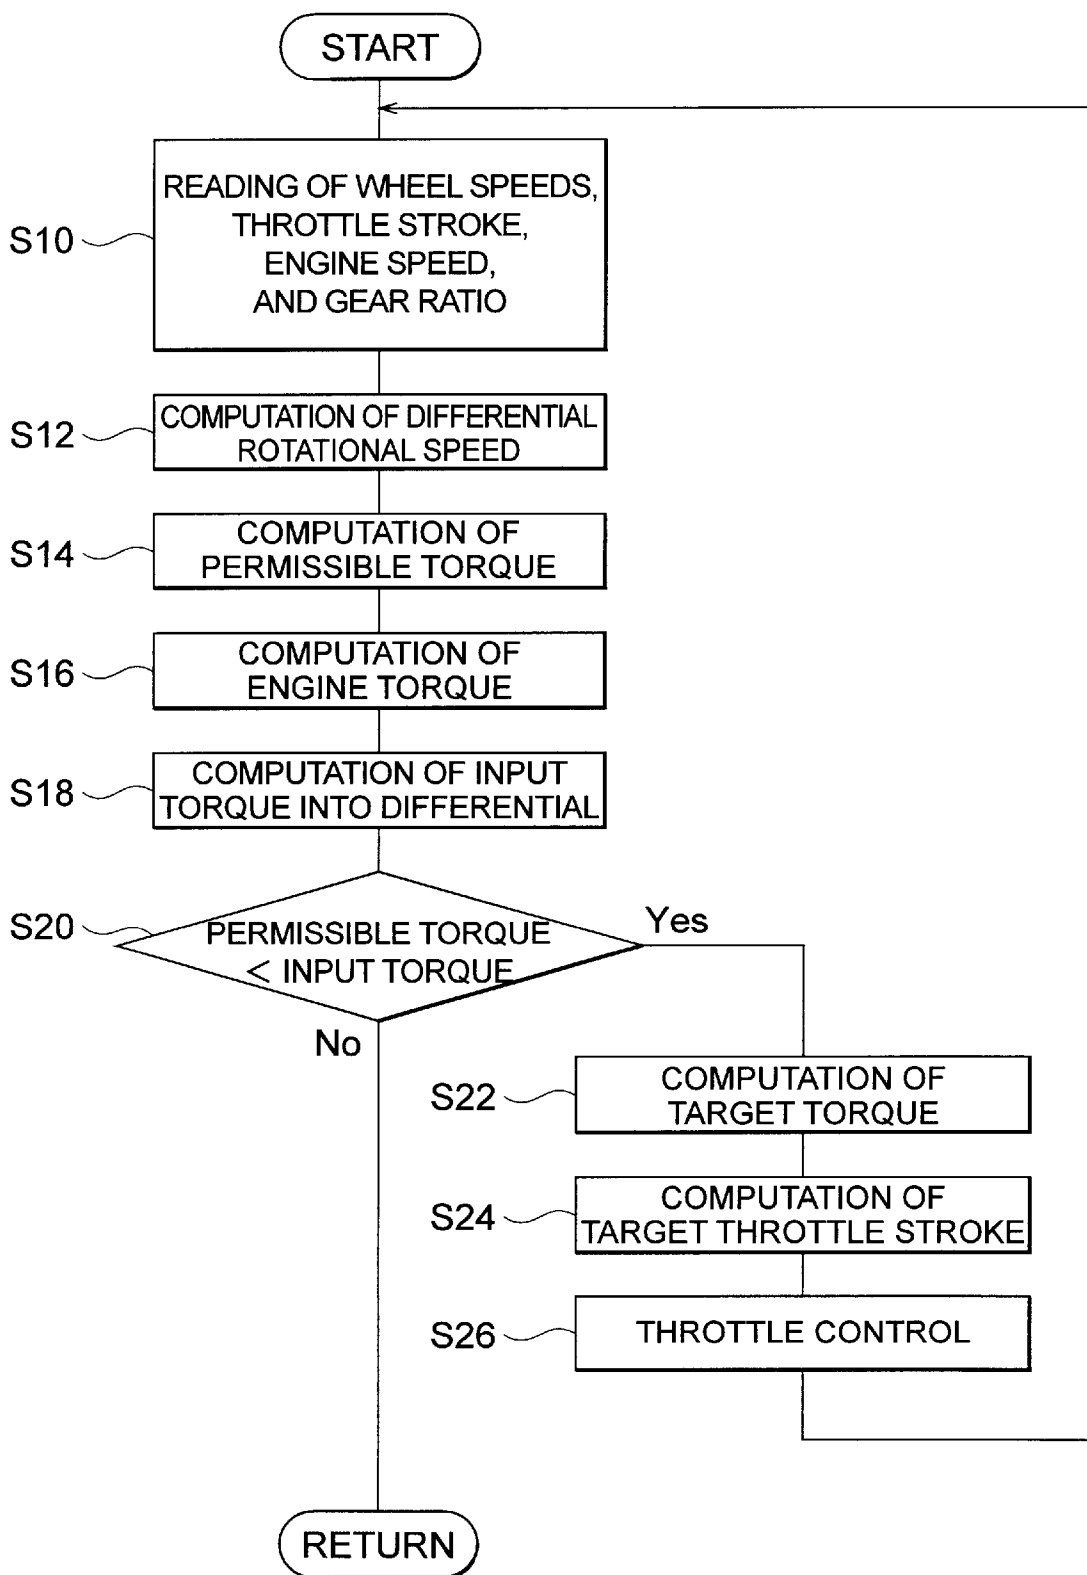 START
S10
READING OF WHEEL SPEEDS,
THROTTLE STROKE,
ENGINE SPEED,
AND GEAR RATIO
S12
COMPUTATION OF DIFFERENTIAL
ROTATIONAL SPEED
S14
COMPUTATION OF
PERMISSIBLE TORQUE
S16
COMPUTATION OF
ENGINE TORQUE
S18
COMPUTATION OF INPUT
TORQUE INTO DIFFERENTIAL
S20
PERMISSIBLE TORQUE
< INPUT TORQUE
Yes
No
S22
COMPUTATION OF
TARGET TORQUE
S24
COMPUTATION OF
TARGET THROTTLE STROKE
S26
THROTTLE CONTROL
RETURN